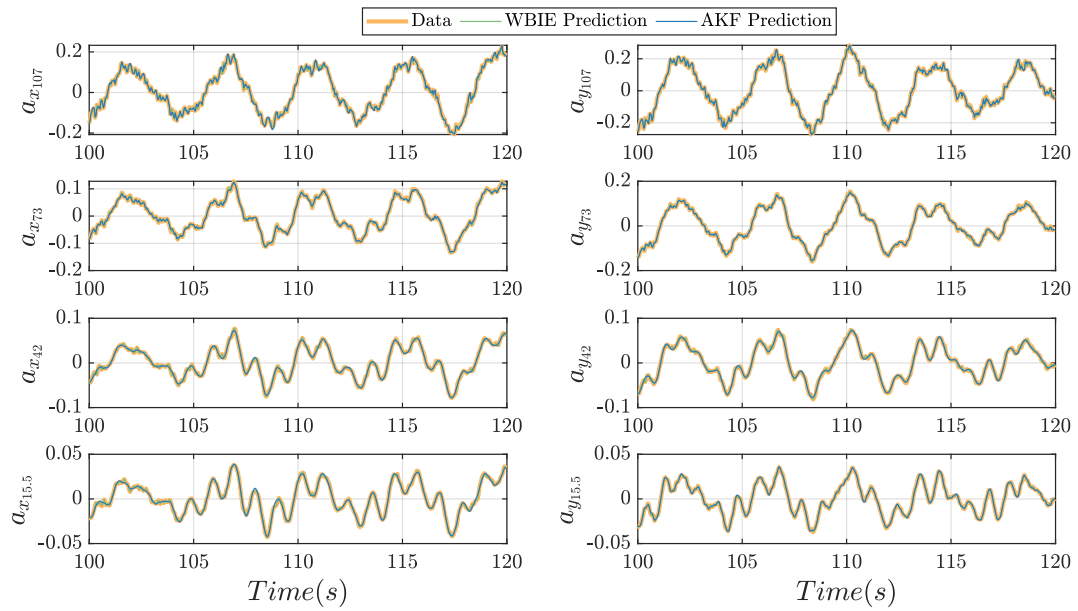 Data WBIE Prediction AKF Prediction
0.2
0
-0.2
a_{x_{107}}
100 105 110 115 120
0.2
0
-0.2
a_{y_{107}}
100 105 110 115 120
0.1
0
-0.1
-0.2
a_{x_{73}}
100 105 110 115 120
0.2
0
-0.2
a_{y_{73}}
100 105 110 115 120
0.1
0
-0.1
a_{x_{42}}
100 105 110 115 120
0.1
0
-0.1
a_{y_{42}}
100 105 110 115 120
0.05
0
-0.05
a_{x_{15.5}}
100 105 110 115 120
Time(s)
0.05
0
-0.05
a_{y_{15.5}}
100 105 110 115 120
Time(s)